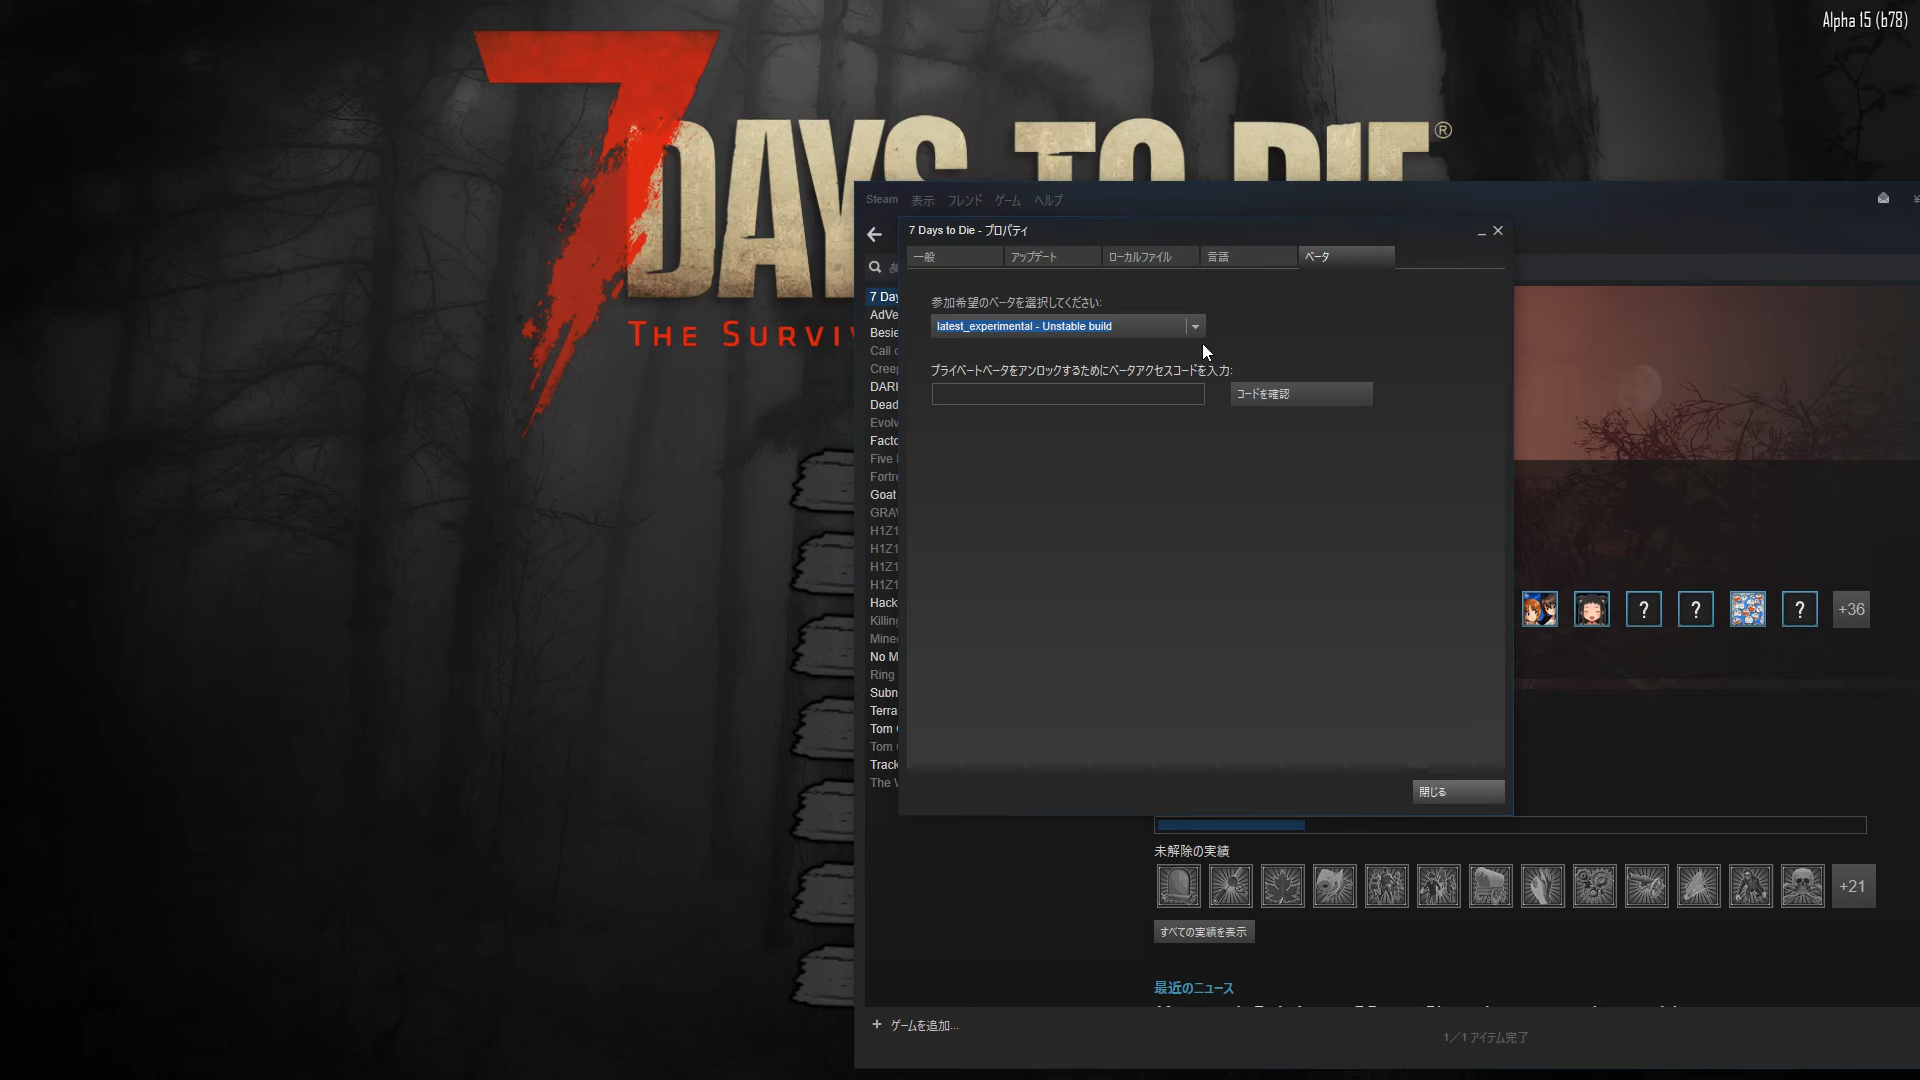 Alpha 15 (b78)
7 DAYS TO DIE®
THE SURVIV
Steam 表示 フレンド ゲーム ヘルプ
7 Days to Die - プロパティ
一般 アップデート ローカルファイル 言語 ベータ
参加希望のベータを選択してください:
latest_experimental - Unstable build
プライベートベータをアンロックするためにベータアクセスコードを入力:
コードを確認
閉じる
7 Day
AdVe
Besie
Call
Cree
DAR
Dead
Evolv
Facto
Five
Fortr
Goat
GRA
H1Z1
H1Z1
H1Z1
H1Z1
Hack
Killing
Mine
No M
Ring
Subn
Terra
Tom
Tom
Track
The
? ? ? +36
未解除の実績
+21
すべての実績を表示
最近のニュース
+ ゲームを追加...
1／1 アイテム完了